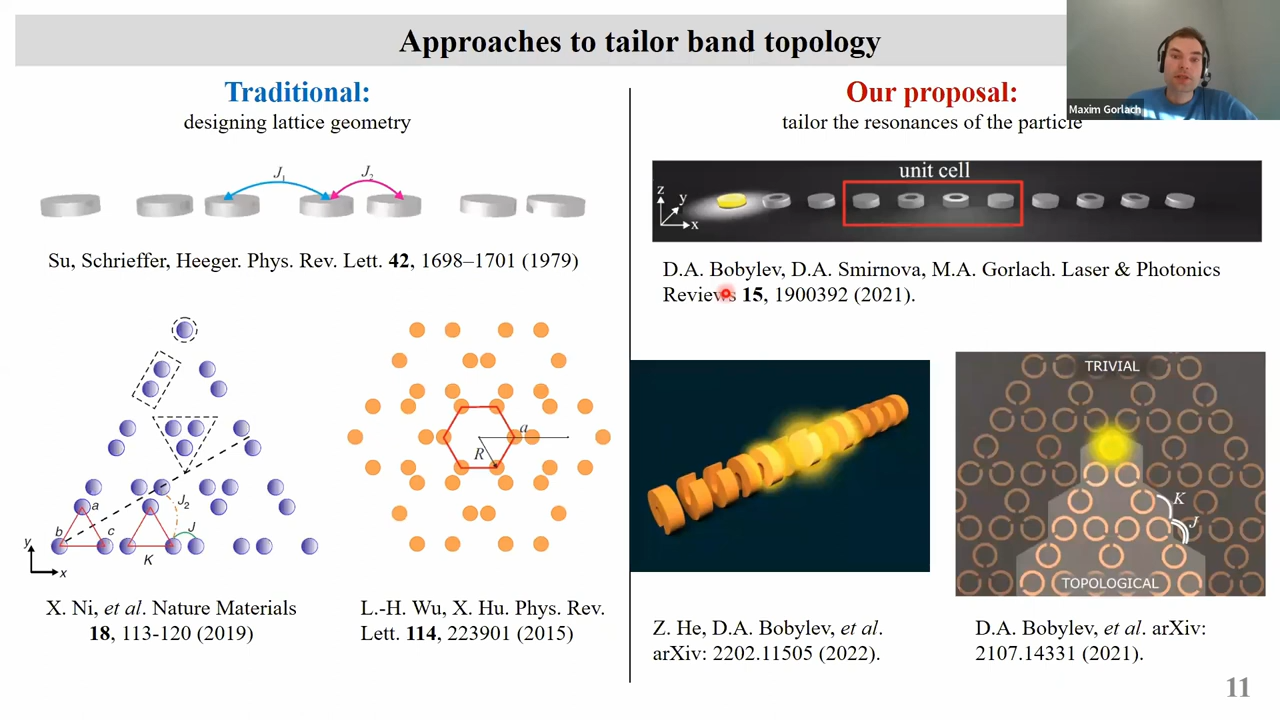 Approaches to tailor band topology
Maxim Gorlach
Traditional:
designing lattice geometry
J1
J2
Su, Schrieffer, Heeger. Phys. Rev. Lett. 42, 1698–1701 (1979)
a
b
c
J2
J
K
y
x
X. Ni, et al. Nature Materials
18, 113-120 (2019)
a
R
L.-H. Wu, X. Hu. Phys. Rev.
Lett. 114, 223901 (2015)
Our proposal:
tailor the resonances of the particle
unit cell
z
y
x
D.A. Bobylev, D.A. Smirnova, M.A. Gorlach. Laser & Photonics
Reviews 15, 1900392 (2021).
Z. He, D.A. Bobylev, et al.
arXiv: 2202.11505 (2022).
TRIVIAL
K
J
TOPOLOGICAL
D.A. Bobylev, et al. arXiv:
2107.14331 (2021).
11